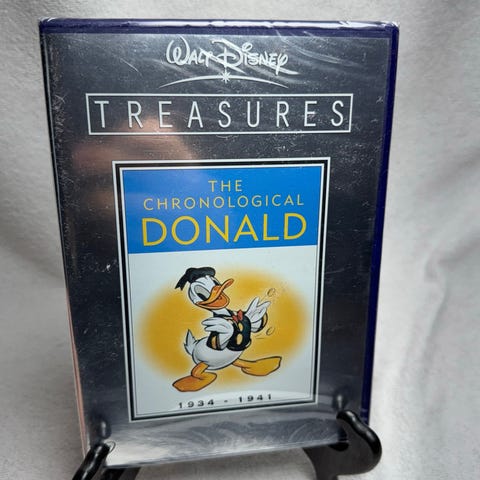 WALT DISNEY
TREASURES
THE
CHRONOLOGICAL
DONALD
1934 - 1941